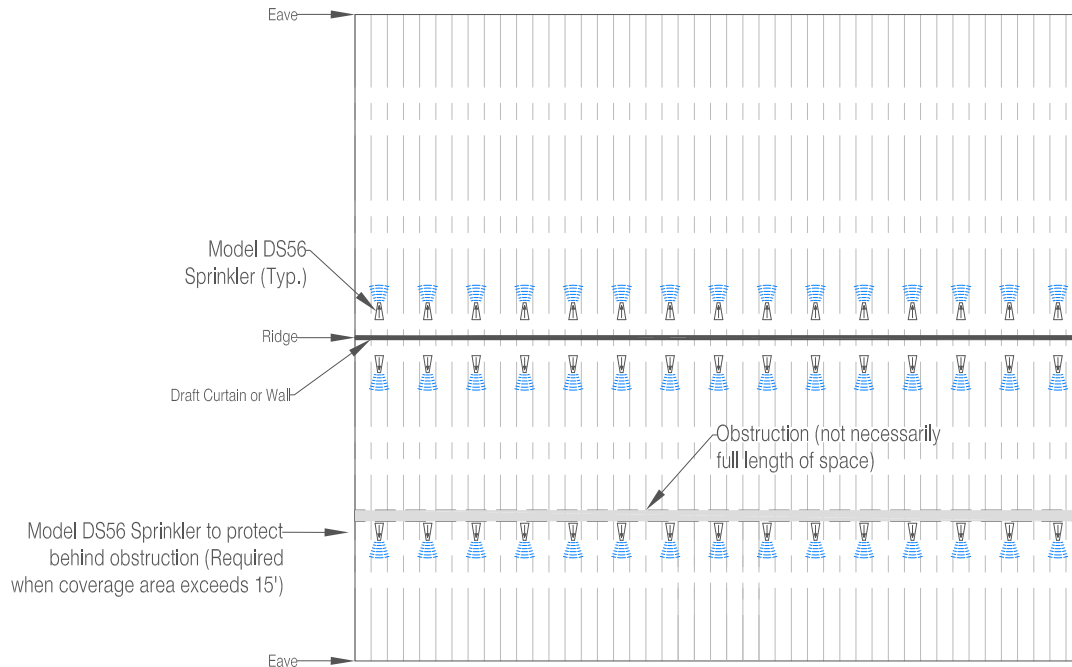 Eave
Model DS56
Sprinkler (Typ.)
Ridge
Draft Curtain or Wall
Obstruction (not necessarily
full length of space)
Model DS56 Sprinkler to protect
behind obstruction (Required
when coverage area exceeds 15')
Eave